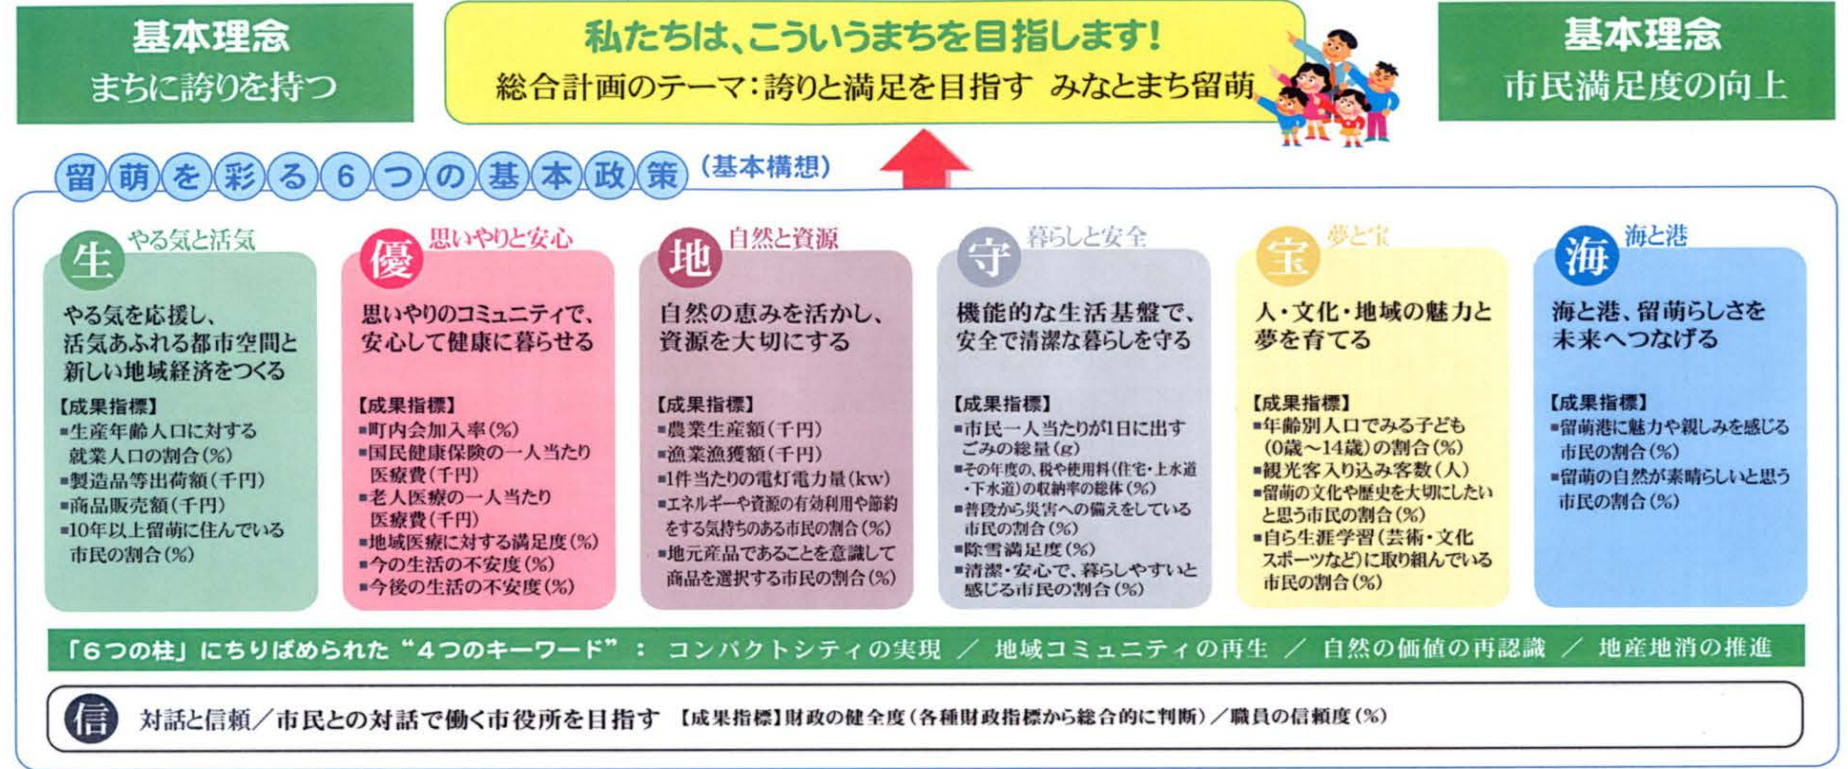 基本理念
まちに誇りを持つ
私たちは、こういうまちを目指します!
総合計画のテーマ：誇りと満足を目指す みなとまち留萌
基本理念
市民満足度の向上
留萌を彩る6つの基本政策 (基本構想)
生 やる気と活気
やる気を応援し、
活気あふれる都市空間と
新しい地域経済をつくる
【成果指標】
■生産年齢人口に対する
就業人口の割合(%)
■製造品等出荷額(千円)
■商品販売額(千円)
■10年以上留萌に住んでいる
市民の割合(%)
優 思いやりと安心
思いやりのコミュニティで、
安心して健康に暮らせる
【成果指標】
■町内会加入率(%)
■国民健康保険の一人当たり
医療費(千円)
■老人医療の一人当たり
医療費(千円)
■地域医療に対する満足度(%)
■今の生活の不安度(%)
■今後の生活の不安度(%)
地 自然と資源
自然の恵みを活かし、
資源を大切にする
【成果指標】
■農業生産額(千円)
■漁業漁獲額(千円)
■1件当たりの電灯電力量(kw)
■エネルギーや資源の有効利用や節約
をする気持ちのある市民の割合(%)
■地元産品であることを意識して
商品を選択する市民の割合(%)
守 暮らしと安全
機能的な生活基盤で、
安全で清潔な暮らしを守る
【成果指標】
■市民一人当たりが1日に出す
ごみの総量(g)
■その年度の、税や使用料(住宅・上水道
・下水道)の収納率の総体(%)
■普段から災害への備えをしている
市民の割合(%)
■除雪満足度(%)
■清潔・安心で、暮らしやすいと
感じる市民の割合(%)
宝 夢と宝
人・文化・地域の魅力と
夢を育てる
【成果指標】
■年齢別人口でみる子ども
(0歳～14歳)の割合(%)
■観光客入り込み客数(人)
■留萌の文化や歴史を大切にしたい
と思う市民の割合(%)
■自ら生涯学習(芸術・文化
スポーツなど)に取り組んでいる
市民の割合(%)
海 海と港
海と港、留萌らしさを
未来へつなげる
【成果指標】
■留萌港に魅力や親しみを感じる
市民の割合(%)
■留萌の自然が素晴らしいと思う
市民の割合(%)
「6つの柱」にちりばめられた“4つのキーワード”： コンパクトシティの実現 ／ 地域コミュニティの再生 ／ 自然の価値の再認識 ／ 地産地消の推進
信 対話と信頼／市民との対話で働く市役所を目指す 【成果指標】財政の健全度(各種財政指標から総合的に判断)／職員の信頼度(%)